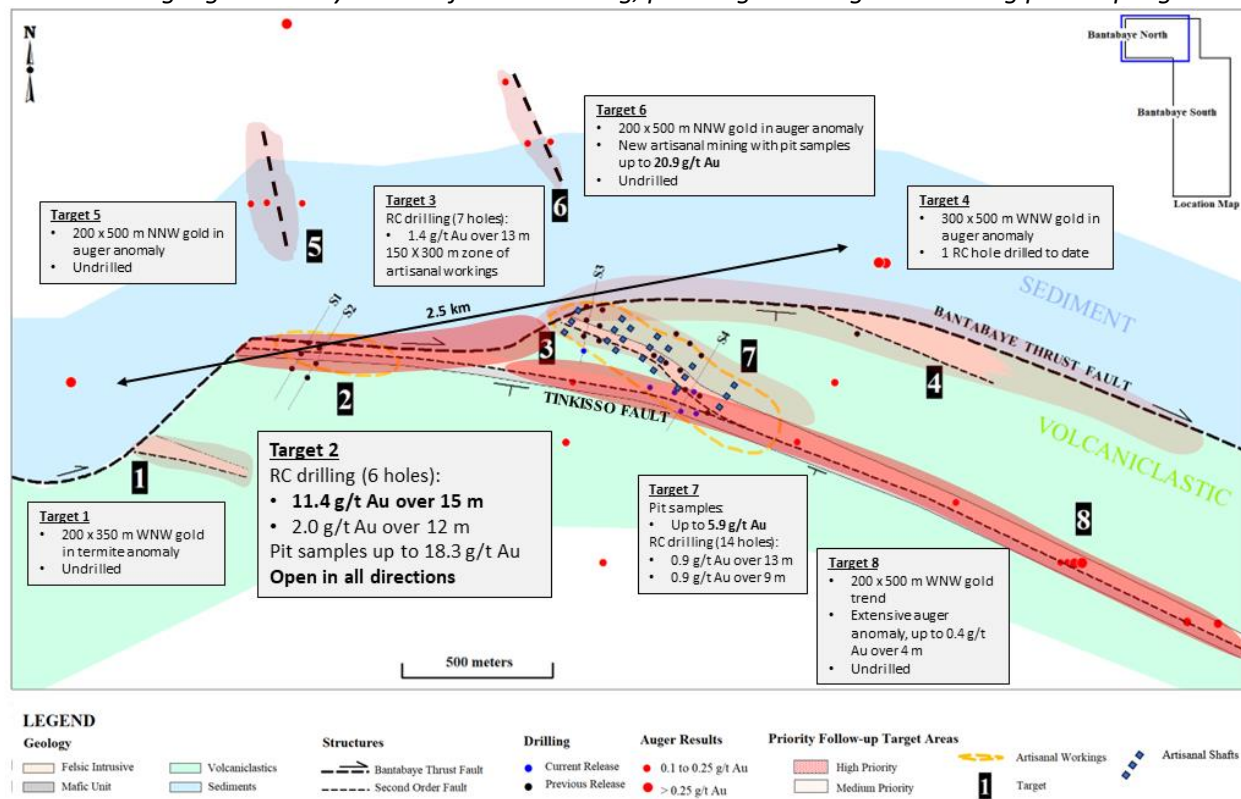 N
Bantabaye North
Bantabaye South
Location Map
Target 6
• 200 x 500 m NNW gold in auger anomaly
• New artisanal mining with pit samples
up to 20.9 g/t Au
• Undrilled
Target 5
• 200 x 500 m NNW gold in
auger anomaly
• Undrilled
Target 3
RC drilling (7 holes):
• 1.4 g/t Au over 13 m
150 X 300 m zone of
artisanal workings
Target 4
• 300 x 500 m WNW gold in
auger anomaly
• 1 RC hole drilled to date
5
6
S1
S2
2.5 km
S3
S4
SEDIMENT
BANTABAYE THRUST FAULT
3
7
4
2
TINKISSO FAULT
VOLCANICLASTIC
1
8
Target 1
• 200 x 350 m WNW gold
in termite anomaly
• Undrilled
Target 2
RC drilling (6 holes):
• 11.4 g/t Au over 15 m
• 2.0 g/t Au over 12 m
Pit samples up to 18.3 g/t Au
Open in all directions
Target 7
Pit samples:
• Up to 5.9 g/t Au
RC drilling (14 holes):
• 0.9 g/t Au over 13 m
• 0.9 g/t Au over 9 m
Target 8
• 200 x 500 m WNW gold
trend
• Extensive auger
anomaly, up to 0.4 g/t
Au over 4 m
• Undrilled
500 meters
LEGEND
Geology
Felsic Intrusive
Mafic Unit
Volcaniclastics
Sediments
Structures
Bantabaye Thrust Fault
Second Order Fault
Drilling
Current Release
Previous Release
Auger Results
0.1 to 0.25 g/t Au
> 0.25 g/t Au
Priority Follow-up Target Areas
High Priority
Medium Priority
Artisanal Workings
1 Target
Artisanal Shafts